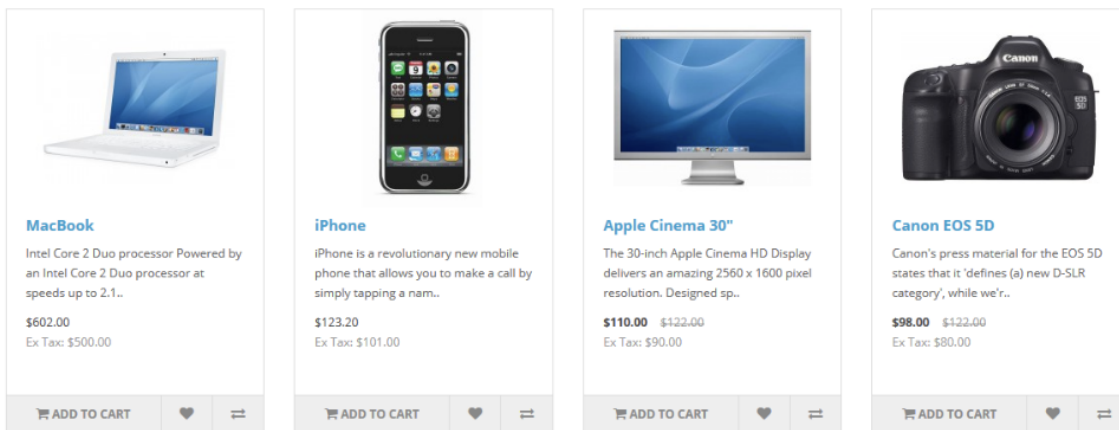 MacBook
Intel Core 2 Duo processor Powered by
an Intel Core 2 Duo processor at
speeds up to 2.1..
$602.00
Ex Tax: $500.00
ADD TO CART
iPhone
iPhone is a revolutionary new mobile
phone that allows you to make a call by
simply tapping a nam..
$123.20
Ex Tax: $101.00
ADD TO CART
Apple Cinema 30"
The 30-inch Apple Cinema HD Display
delivers an amazing 2560 x 1600 pixel
resolution. Designed sp..
$110.00 $122.00
Ex Tax: $90.00
ADD TO CART
Canon
EOS
5D
Canon EOS 5D
Canon's press material for the EOS 5D
states that it 'defines (a) new D-SLR
category', while we'r..
$98.00 $122.00
Ex Tax: $80.00
ADD TO CART